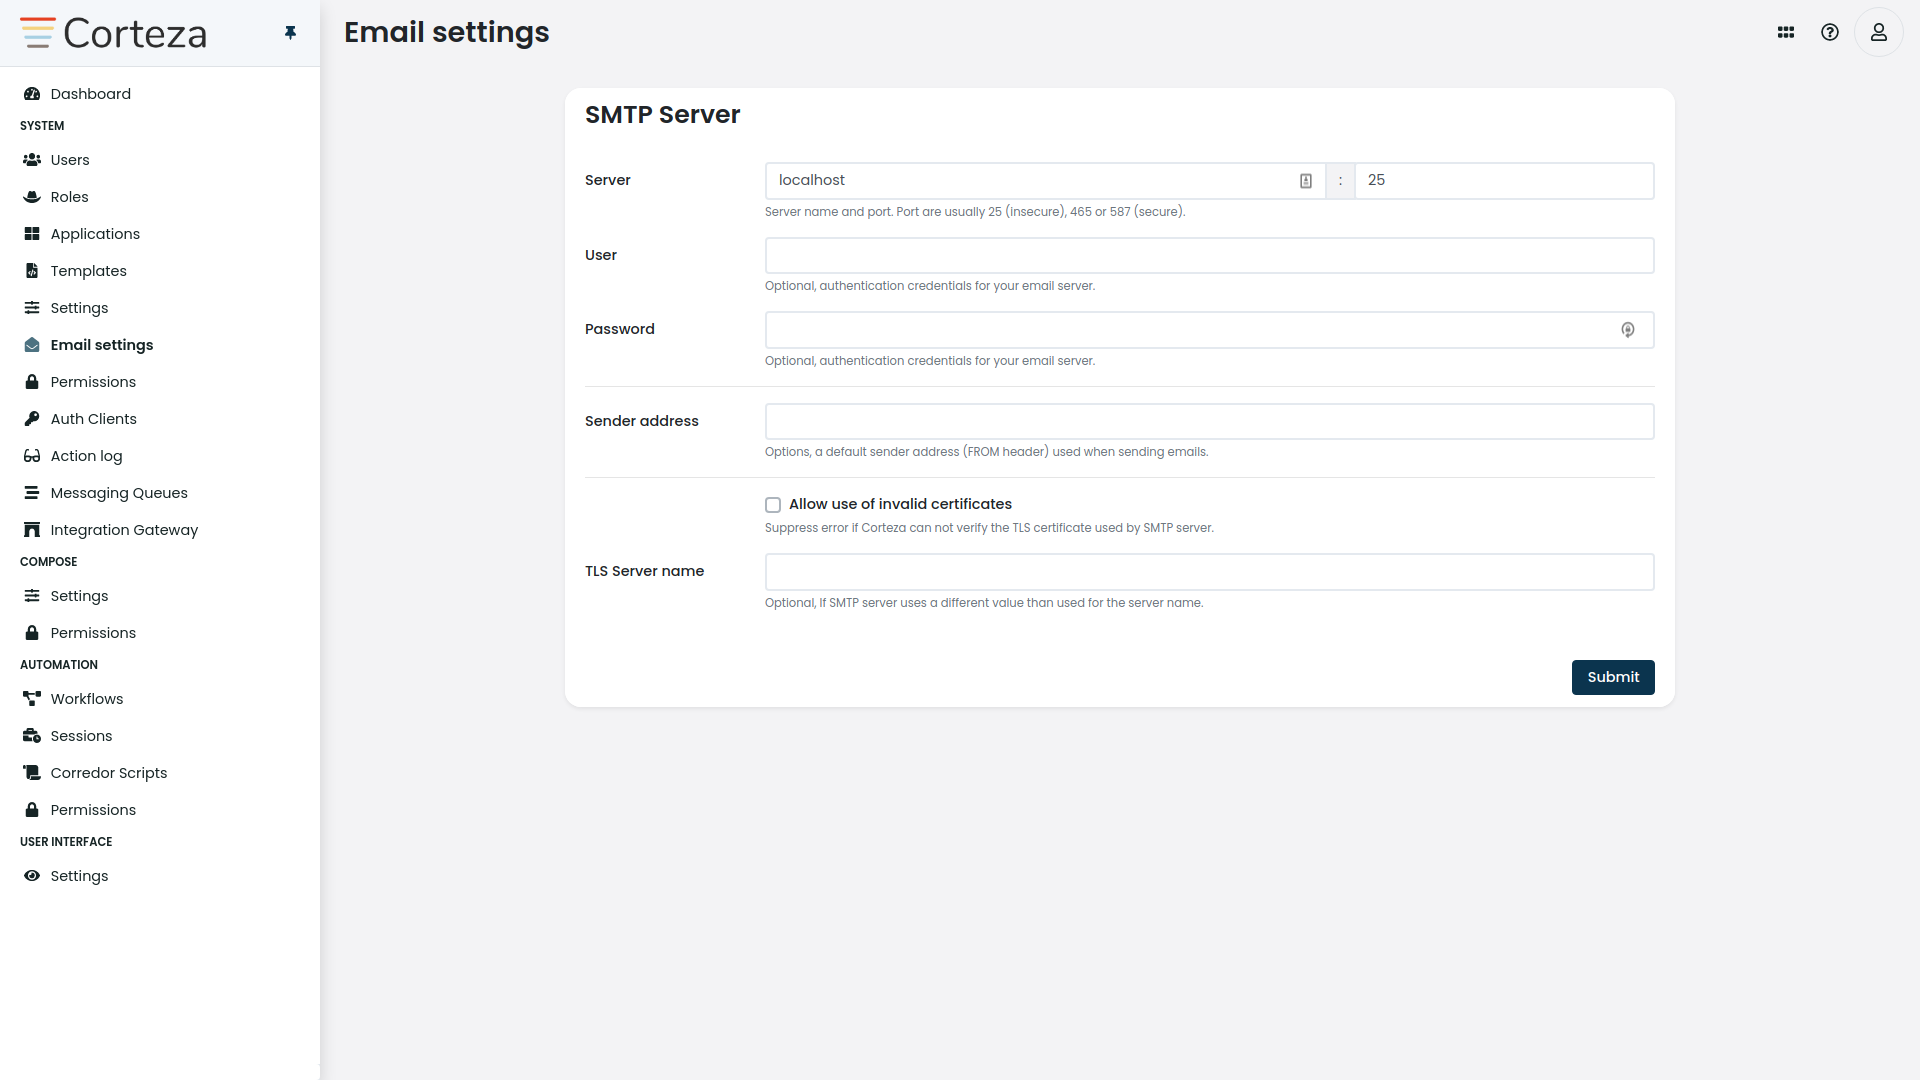 Corteza
Email settings
Dashboard
SYSTEM
Users
Roles
Applications
Templates
Settings
Email settings
Permissions
Auth Clients
Action log
Messaging Queues
Integration Gateway
COMPOSE
Settings
Permissions
AUTOMATION
Workflows
Sessions
Corredor Scripts
Permissions
USER INTERFACE
Settings
SMTP Server
Server
localhost : 25
Server name and port. Port are usually 25 (insecure), 465 or 587 (secure).
User
Optional, authentication credentials for your email server.
Password
Optional, authentication credentials for your email server.
Sender address
Options, a default sender address (FROM header) used when sending emails.
Allow use of invalid certificates
Suppress error if Corteza can not verify the TLS certificate used by SMTP server.
TLS Server name
Optional, If SMTP server uses a different value than used for the server name.
Submit